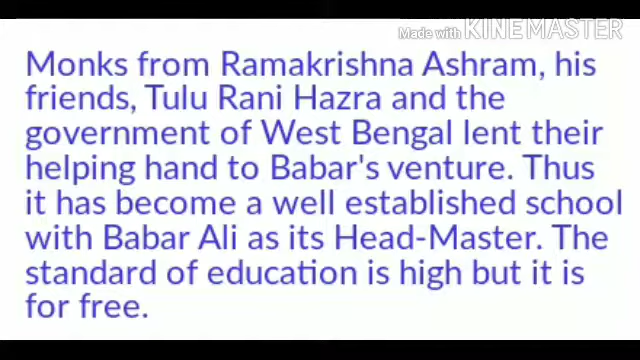 Made with KINEMASTER
Monks from Ramakrishna Ashram, his
friends, Tulu Rani Hazra and the
government of West Bengal lent their
helping hand to Babar's venture. Thus
it has become a well established school
with Babar Ali as its Head-Master. The
standard of education is high but it is
for free.